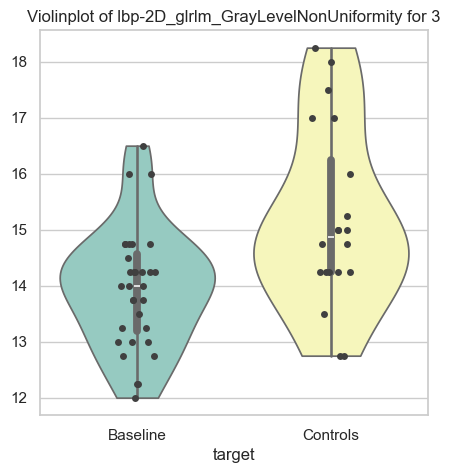 Violinplot of lbp-2D_glrlm_GrayLevelNonUniformity for 3
18
17
16
15
14
13
12
Baseline Controls
target